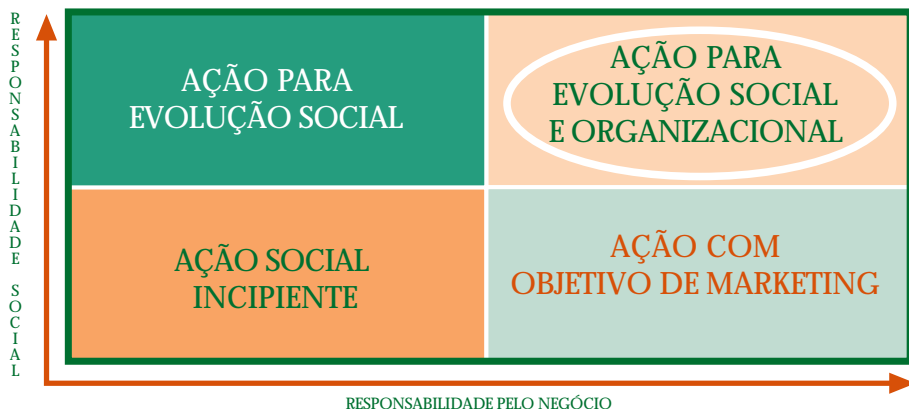 RESPONSABILIDADE SOCIAL
AÇÃO PARA
EVOLUÇÃO SOCIAL
AÇÃO PARA
EVOLUÇÃO SOCIAL
E ORGANIZACIONAL
AÇÃO SOCIAL
INCIPIENTE
AÇÃO COM
OBJETIVO DE MARKETING
RESPONSABILIDADE PELO NEGÓCIO